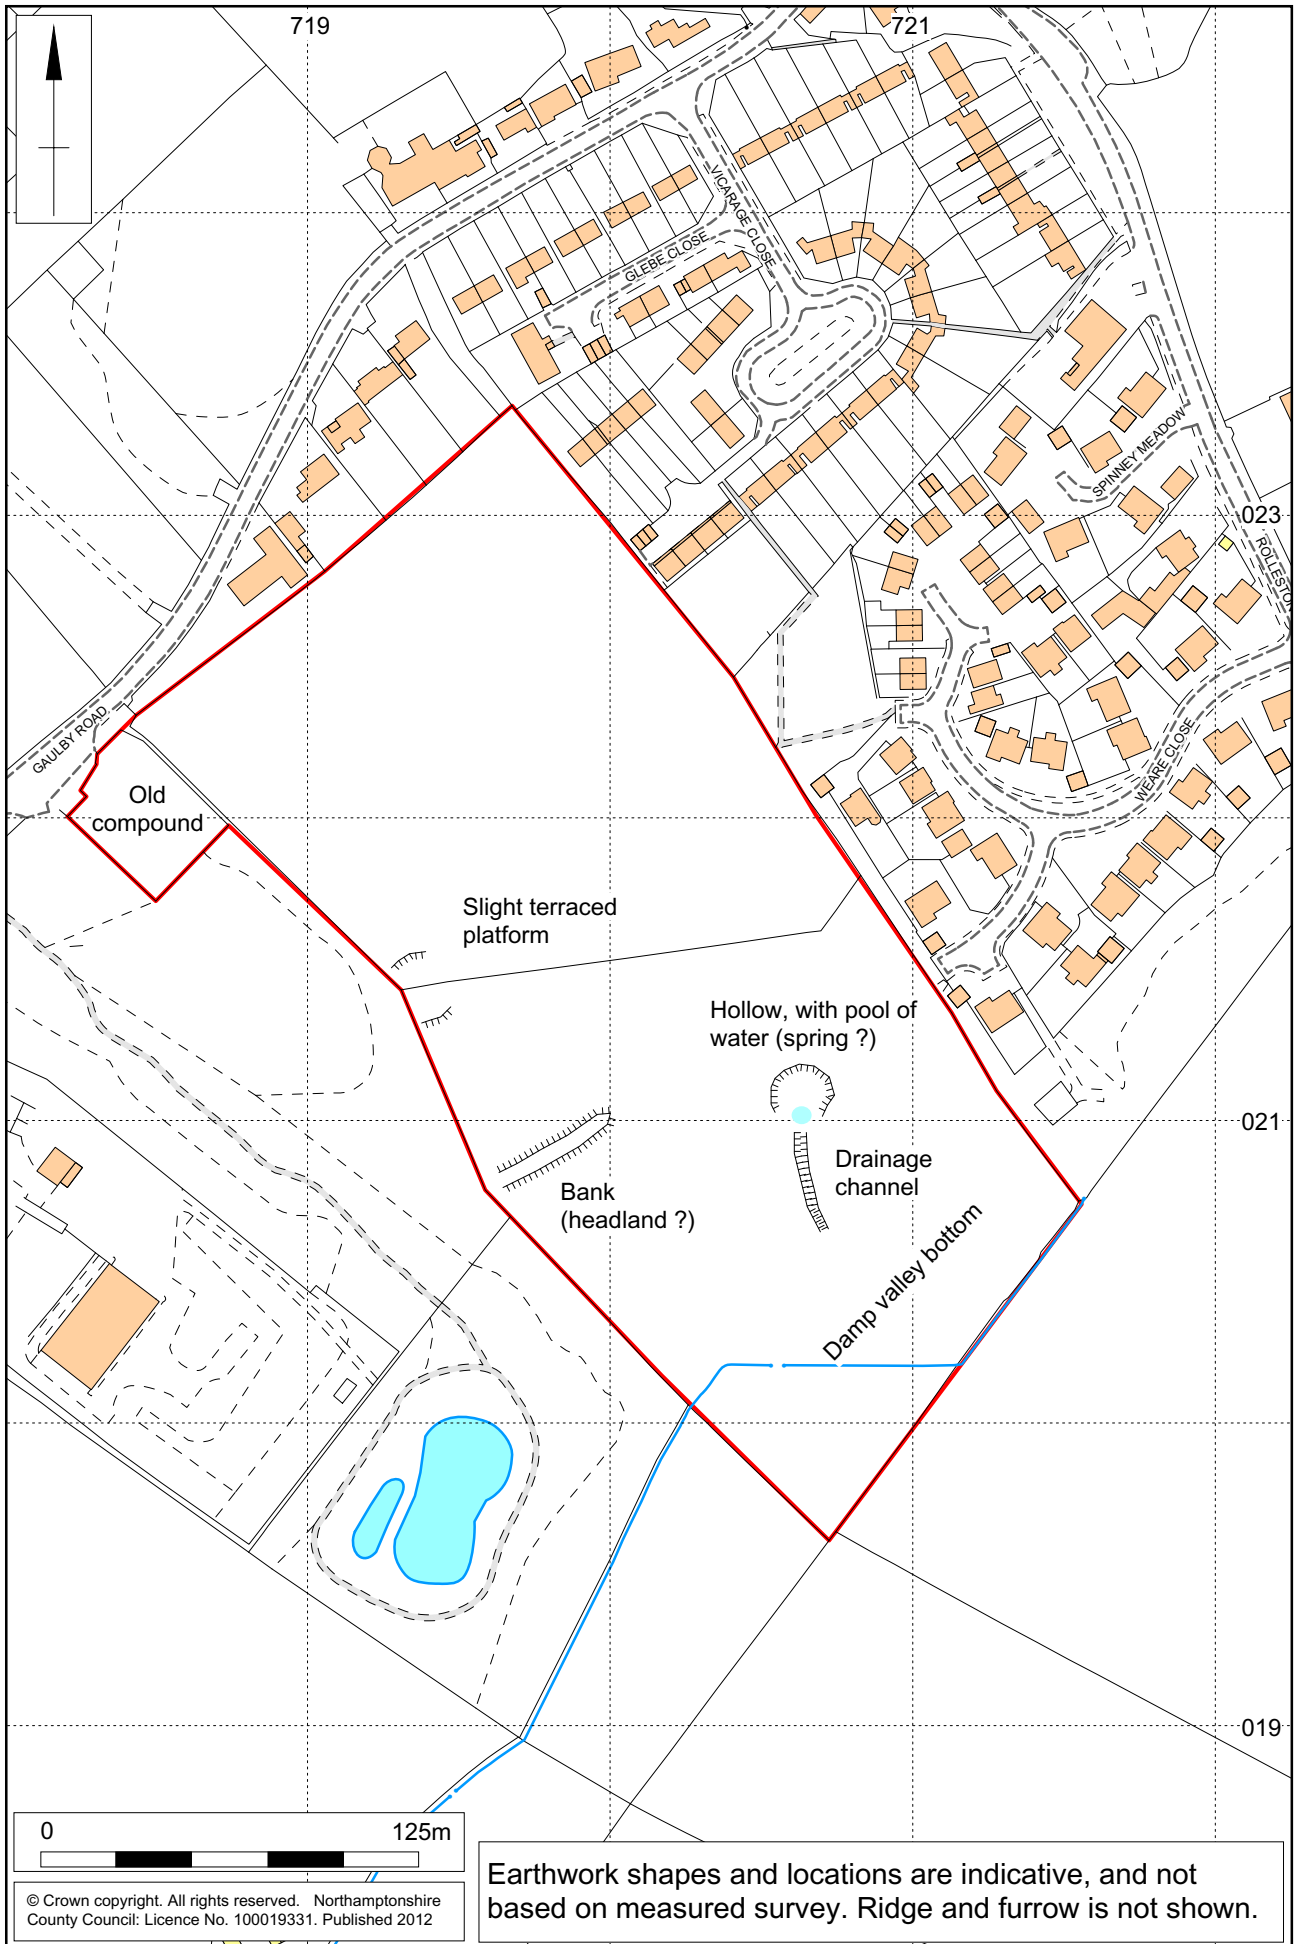 719
721
VICARAGE CLOSE
GLEBE CLOSE
SPINNEY MEADOW
023
ROLLESTON
GAULBY ROAD
WEARE CLOSE
Old
compound
Slight terraced
platform
Hollow, with pool of
water (spring ?)
021
Drainage
channel
Bank
(headland ?)
Damp valley bottom
019
0 125m
© Crown copyright. All rights reserved. Northamptonshire
County Council: Licence No. 100019331. Published 2012
Earthwork shapes and locations are indicative, and not
based on measured survey. Ridge and furrow is not shown.